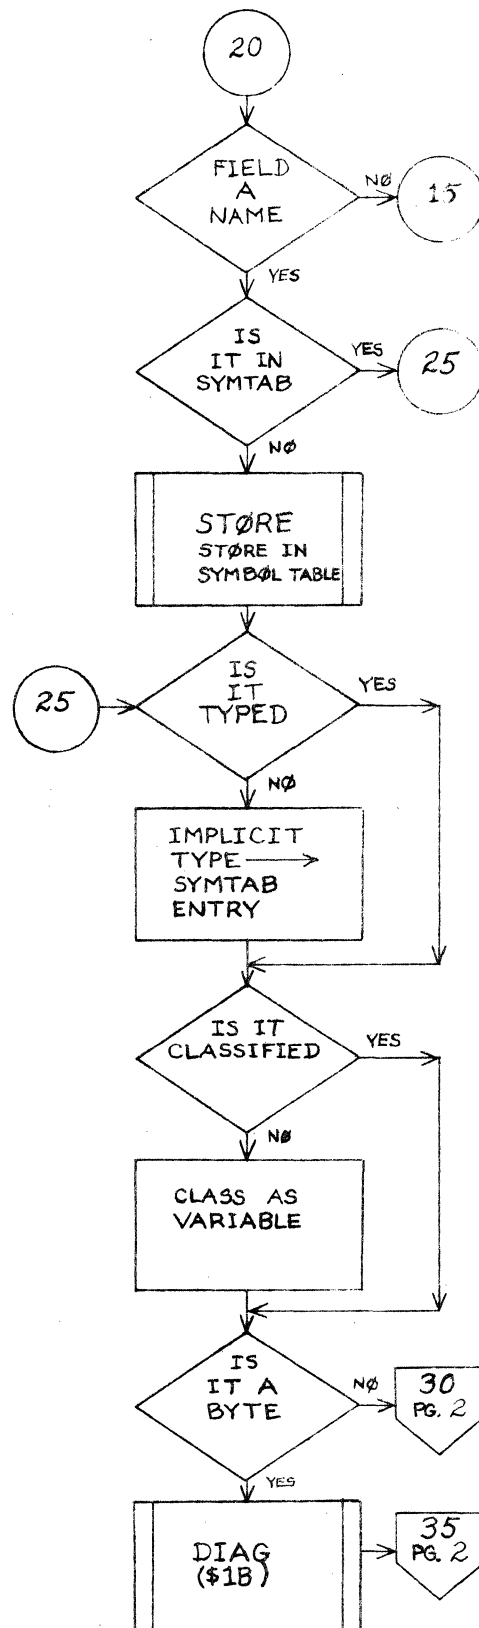 20
FIELD
A
NAME
NØ
15
YES
IS
IT IN
SYMTAB
YES
25
NØ
STØRE
STØRE IN
SYMBØL TABLE
25
IS
IT
TYPED
YES
NØ
IMPLICIT
TYPE →
SYMTAB
ENTRY
IS IT
CLASSIFIED
YES
NØ
CLASS AS
VARIABLE
IS
IT A
BYTE
NØ
30
PG. 2
YES
DIAG
($1B)
35
PG. 2